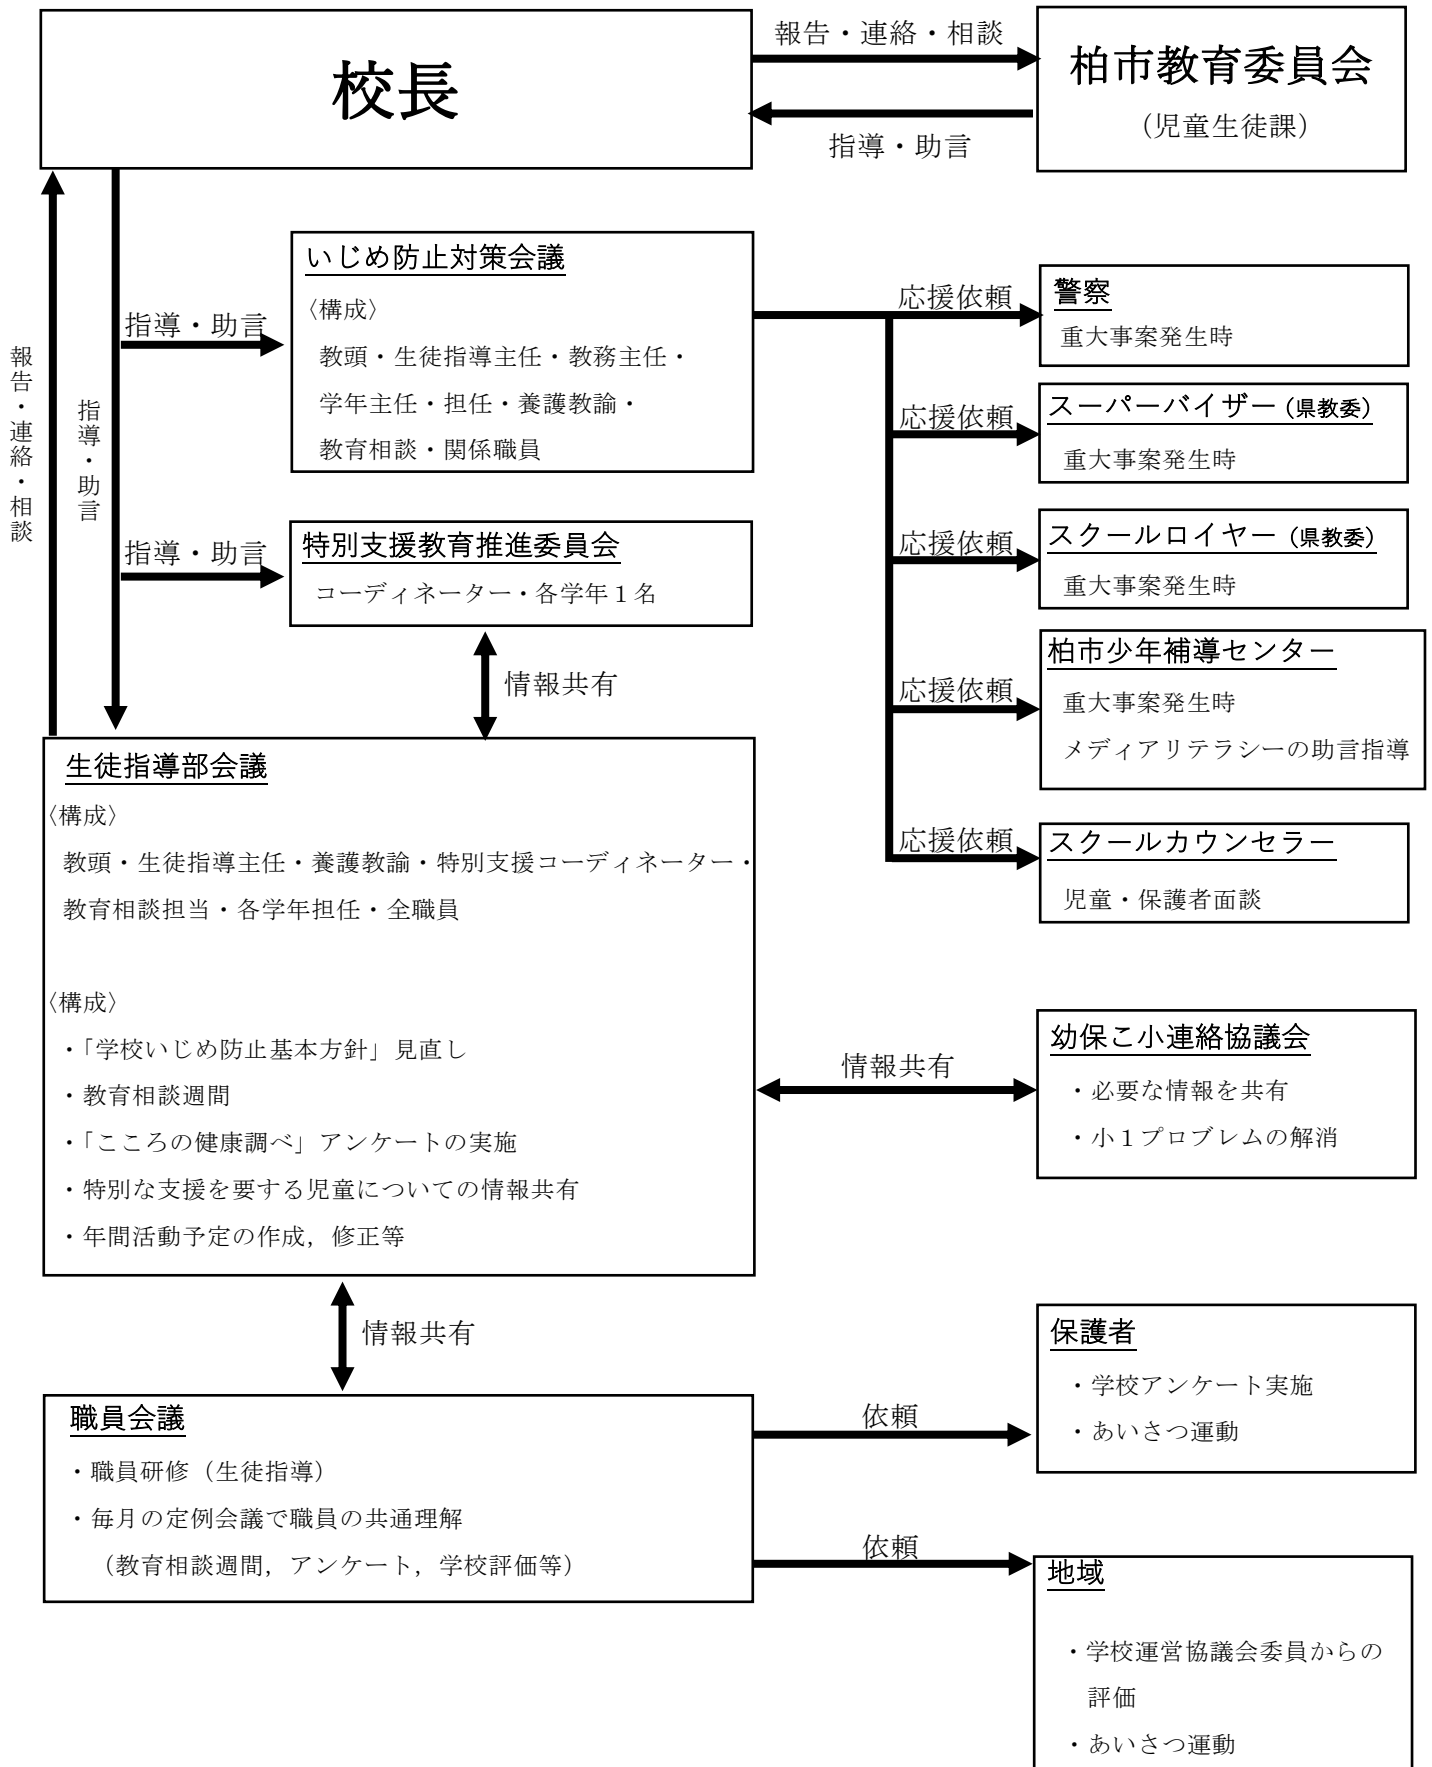 校長
報告・連絡・相談
柏市教育委員会
（児童生徒課）
指導・助言
報告・連絡・相談
指導・助言
指導・助言
いじめ防止対策会議
〈構成〉
教頭・生徒指導主任・教務主任・
学年主任・担任・養護教諭・
教育相談・関係職員
応援依頼
警察
重大事案発生時
応援依頼
スーパーバイザー（県教委）
重大事案発生時
応援依頼
スクールロイヤー（県教委）
重大事案発生時
指導・助言
特別支援教育推進委員会
コーディネーター・各学年１名
情報共有
応援依頼
柏市少年補導センター
重大事案発生時
メディアリテラシーの助言指導
応援依頼
スクールカウンセラー
児童・保護者面談
生徒指導部会議
〈構成〉
教頭・生徒指導主任・養護教諭・特別支援コーディネーター・
教育相談担当・各学年担任・全職員
〈構成〉
・「学校いじめ防止基本方針」見直し
・教育相談週間
・「こころの健康調べ」アンケートの実施
・特別な支援を要する児童についての情報共有
・年間活動予定の作成，修正等
情報共有
幼保こ小連絡協議会
・必要な情報を共有
・小１プロブレムの解消
情報共有
職員会議
・職員研修（生徒指導）
・毎月の定例会議で職員の共通理解
（教育相談週間，アンケート，学校評価等）
依頼
保護者
・学校アンケート実施
・あいさつ運動
依頼
地域
・学校運営協議会委員からの
評価
・あいさつ運動